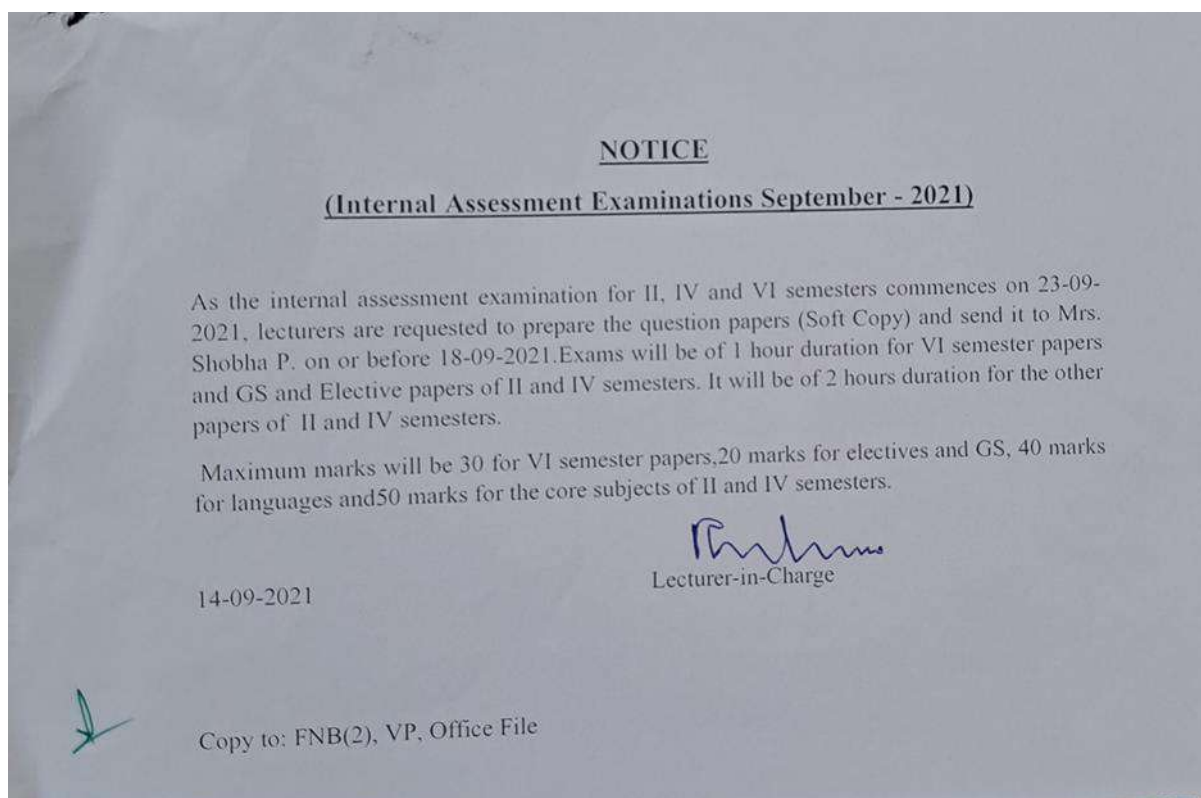 NOTICE
(Internal Assessment Examinations September - 2021)
As the internal assessment examination for II, IV and VI semesters commences on 23-09-
2021, lecturers are requested to prepare the question papers (Soft Copy) and send it to Mrs.
Shobha P. on or before 18-09-2021.Exams will be of 1 hour duration for VI semester papers
and GS and Elective papers of II and IV semesters. It will be of 2 hours duration for the other
papers of II and IV semesters.
Maximum marks will be 30 for VI semester papers,20 marks for electives and GS, 40 marks
for languages and50 marks for the core subjects of II and IV semesters.
Lecturer-in-Charge
14-09-2021
Copy to: FNB(2), VP, Office File